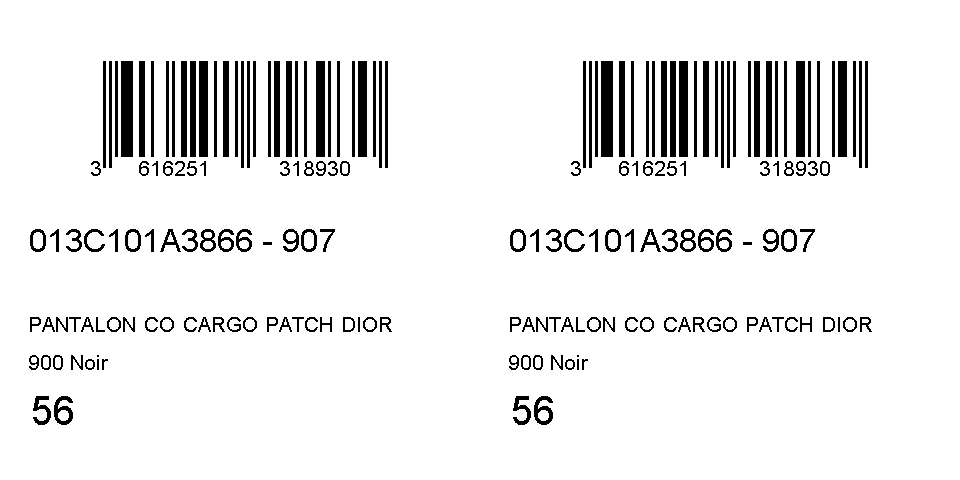 3 616251 318930
013C101A3866 - 907
PANTALON CO CARGO PATCH DIOR
900 Noir
56
3 616251 318930
013C101A3866 - 907
PANTALON CO CARGO PATCH DIOR
900 Noir
56